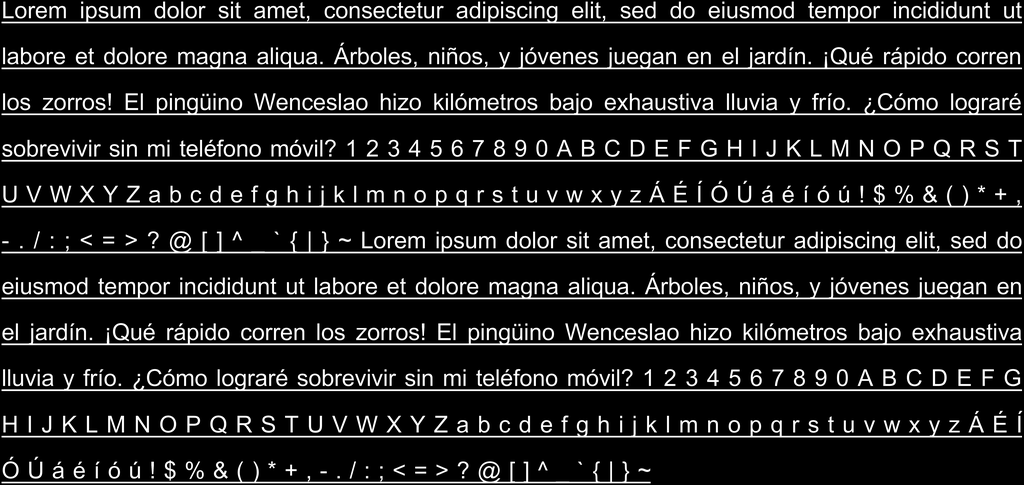 Lorem ipsum dolor sit amet, consectetur adipiscing elit, sed do eiusmod tempor incididunt ut
labore et dolore magna aliqua. Árboles, niños, y jóvenes juegan en el jardín. ¡Qué rápido corren
los zorros! El pingüino Wenceslao hizo kilómetros bajo exhaustiva lluvia y frío. ¿Cómo lograré
sobrevivir sin mi teléfono móvil? 1 2 3 4 5 6 7 8 9 0 A B C D E F G H I J K L M N O P Q R S T
U V W X Y Z a b c d e f g h i j k l m n o p q r s t u v w x y z Á É Í Ó Ú á é í ó ú ! $ % & ( ) * + ,
- . / : ; < = > ? @ [ ] ^ _ ` { | } ~ Lorem ipsum dolor sit amet, consectetur adipiscing elit, sed do
eiusmod tempor incididunt ut labore et dolore magna aliqua. Árboles, niños, y jóvenes juegan en
el jardín. ¡Qué rápido corren los zorros! El pingüino Wenceslao hizo kilómetros bajo exhaustiva
lluvia y frío. ¿Cómo lograré sobrevivir sin mi teléfono móvil? 1 2 3 4 5 6 7 8 9 0 A B C D E F G
H I J K L M N O P Q R S T U V W X Y Z a b c d e f g h i j k l m n o p q r s t u v w x y z Á É Í
Ó Ú á é í ó ú ! $ % & ( ) * + , - . / : ; < = > ? @ [ ] ^ _ ` { | } ~